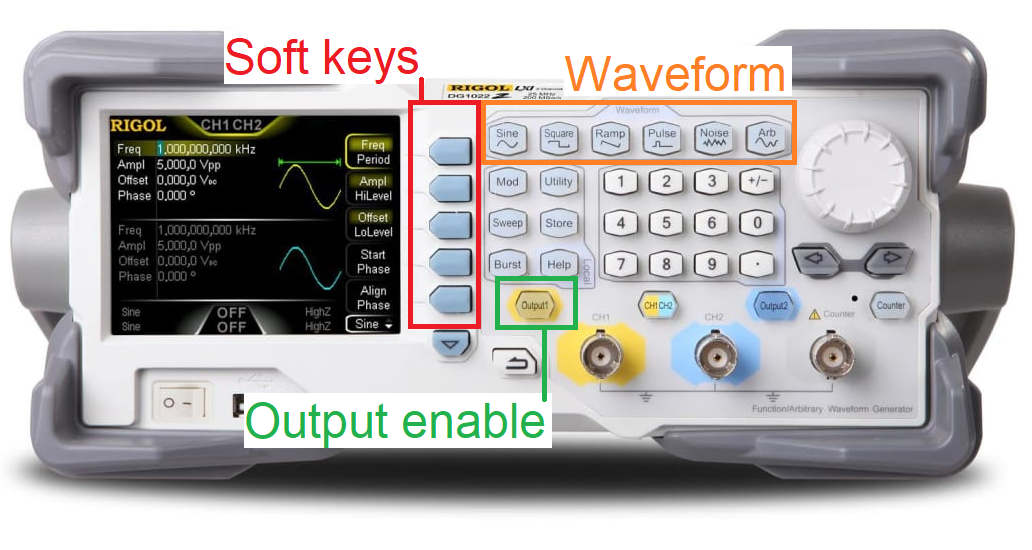 Soft keys
Waveform
RIGOL LXI
DG1022Z 25 MHz
200 MSa/s
Waveform
Sine Square Ramp Pulse Noise Arb
RIGOL CH1 CH2
Freq 1,000,000,000 kHz
Ampl 5,000,0 Vpp
Offset 0,000,0 VDC
Phase 0,000 °
Freq 1,000,000,000 kHz
Ampl 5,000,0 Vpp
Offset 0,000,0 VDC
Phase 0,000 °
Sine OFF HighZ
Sine OFF HighZ
Freq
Period
Ampl
HiLevel
Offset
LoLevel
Start
Phase
Align
Phase
Sine
Mod Utility
Sweep Store
Burst Help
Local
1 2 3 +/−
4 5 6 0
7 8 9 .
Output1 CH1CH2 Output2 Counter
CH1 CH2 Counter
Function/Arbitrary Waveform Generator
Output enable